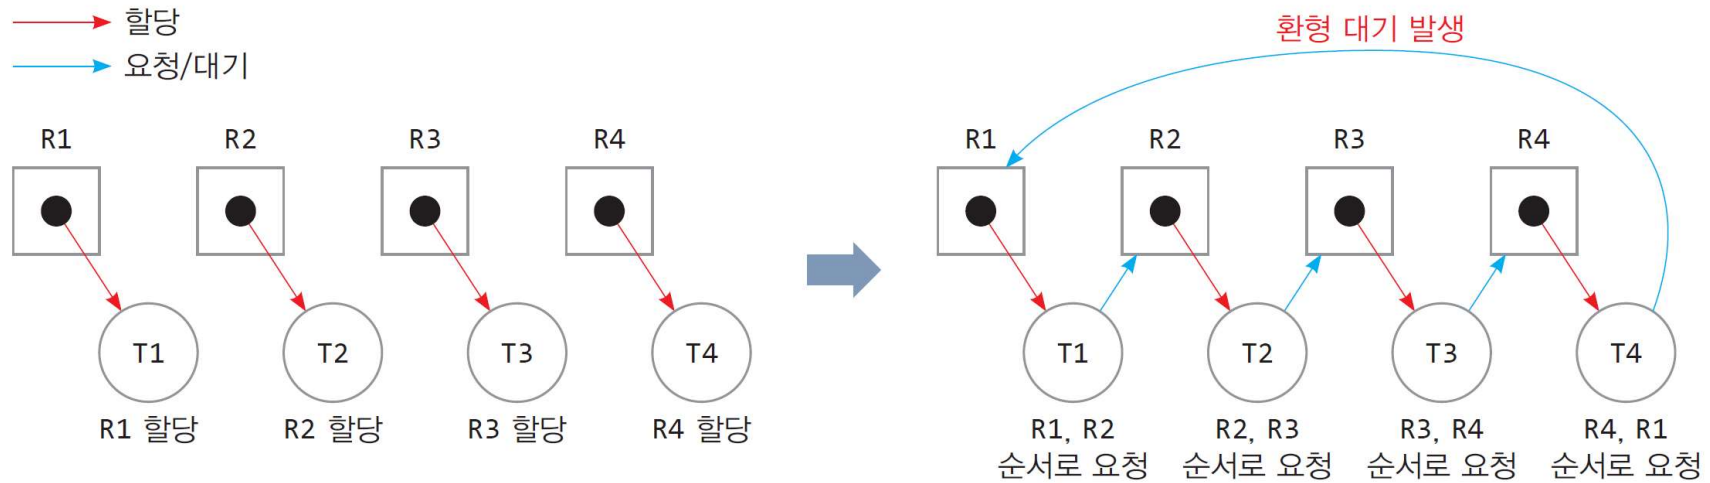 할당
요청/대기
환형 대기 발생
R1 R2 R3 R4
T1 T2 T3 T4
R1 할당 R2 할당 R3 할당 R4 할당
R1 R2 R3 R4
T1 T2 T3 T4
R1, R2 R2, R3 R3, R4 R4, R1
순서로 요청 순서로 요청 순서로 요청 순서로 요청